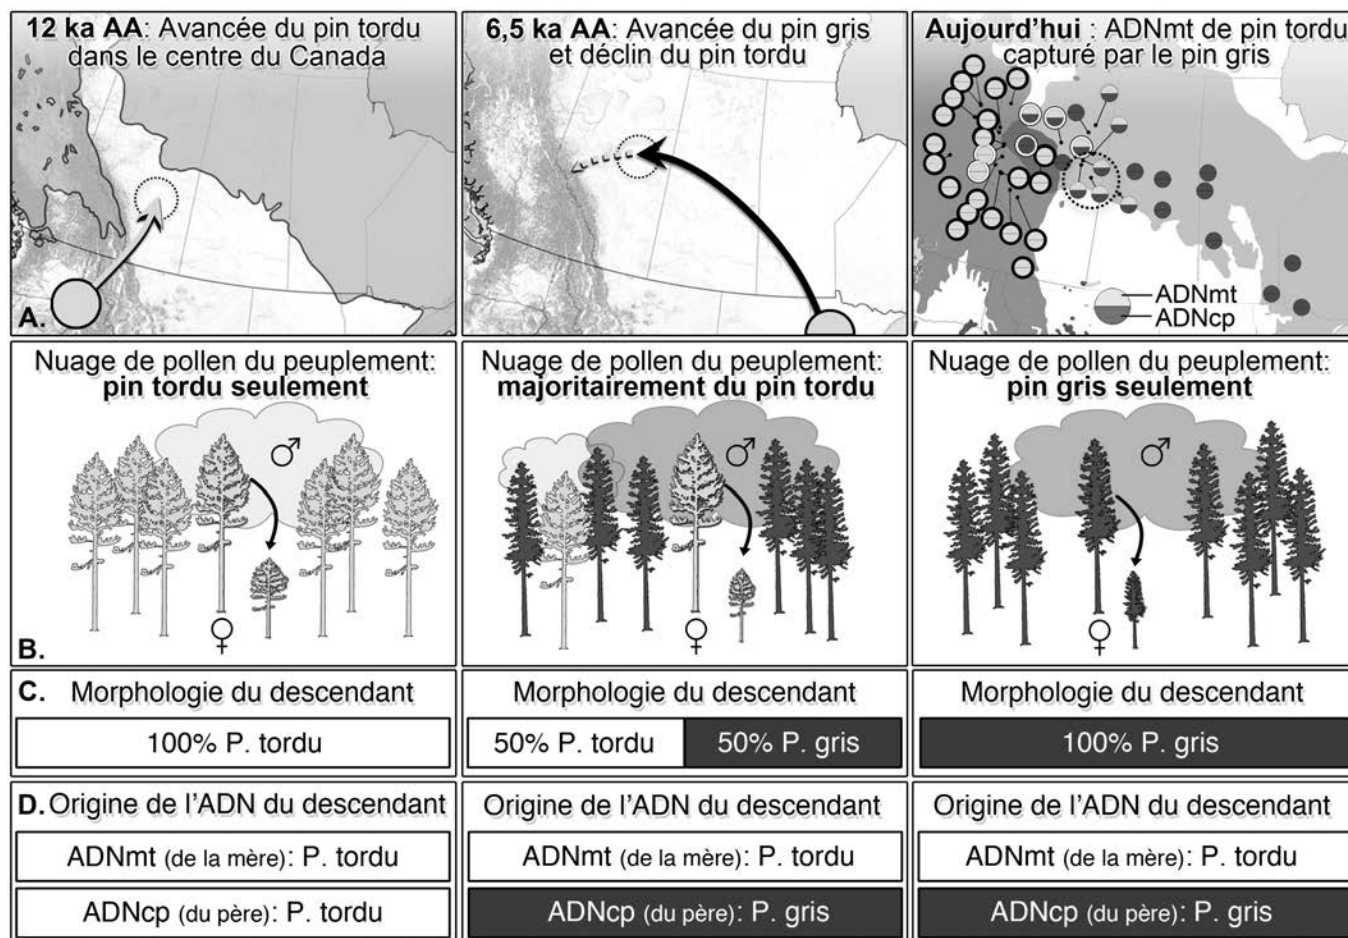 12 ka AA: Avancée du pin tordu
dans le centre du Canada
6,5 ka AA: Avancée du pin gris
et déclin du pin tordu
Aujourd'hui : ADNmt de pin tordu
capturé par le pin gris
ADNmt
ADNcp
A.
Nuage de pollen du peuplement:
pin tordu seulement
Nuage de pollen du peuplement:
majoritairement du pin tordu
Nuage de pollen du peuplement:
pin gris seulement
♂
♂
♂
♀
♀
♀
B.
C. Morphologie du descendant
100% P. tordu
Morphologie du descendant
50% P. tordu
50% P. gris
Morphologie du descendant
100% P. gris
D. Origine de l'ADN du descendant
ADNmt (de la mère): P. tordu
ADNcp (du père): P. tordu
Origine de l'ADN du descendant
ADNmt (de la mère): P. tordu
ADNcp (du père): P. gris
Origine de l'ADN du descendant
ADNmt (de la mère): P. tordu
ADNcp (du père): P. gris